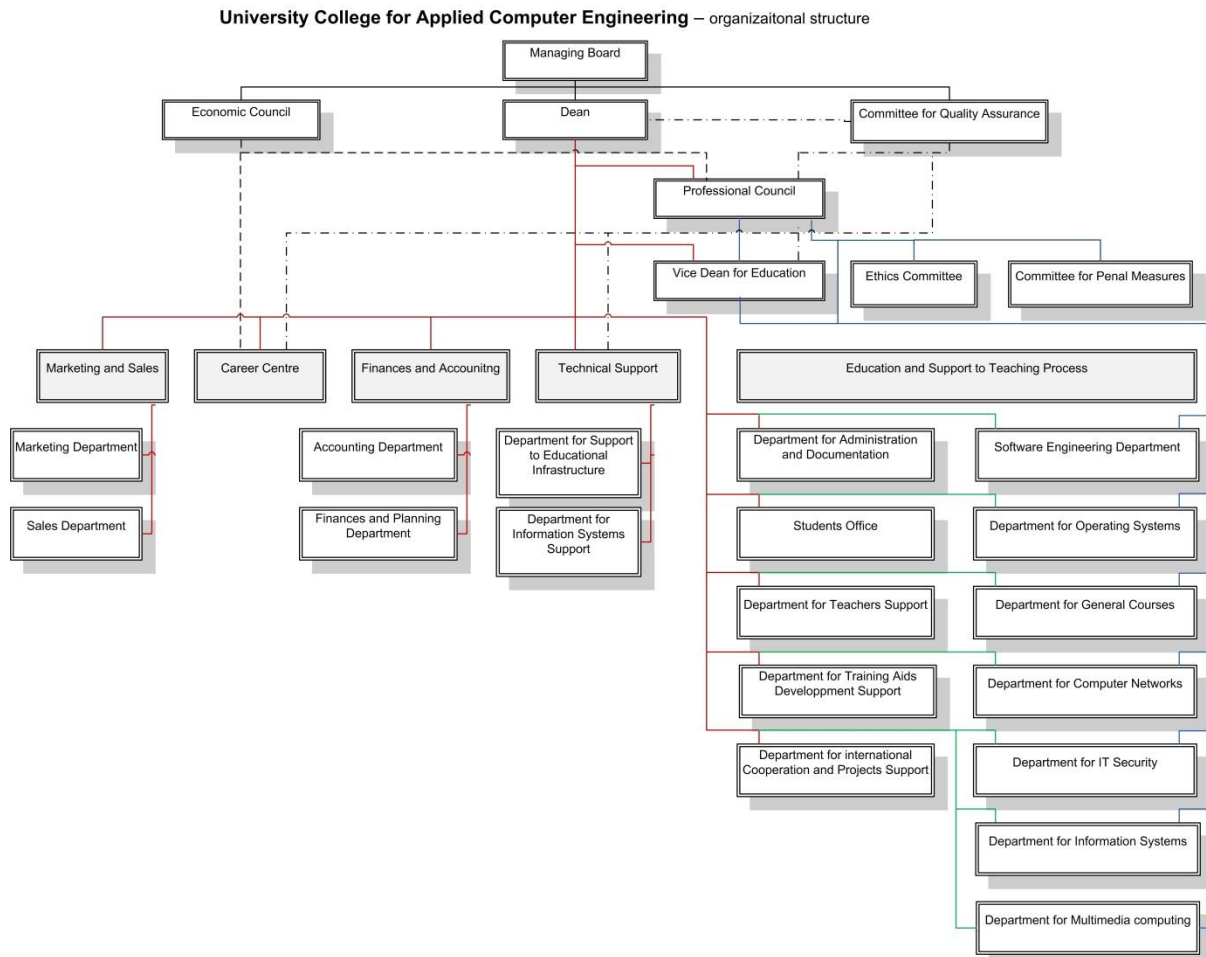 University College for Applied Computer Engineering – organizaitonal structure
Managing Board
Economic Council
Dean
Committee for Quality Assurance
Professional Council
Vice Dean for Education
Ethics Committee
Committee for Penal Measures
Marketing and Sales
Career Centre
Finances and Accounitng
Technical Support
Education and Support to Teaching Process
Marketing Department
Accounting Department
Department for Support
to Educational
Infrastructure
Department for Administration
and Documentation
Software Engineering Department
Sales Department
Finances and Planning
Department
Department for
Information Systems
Support
Students Office
Department for Operating Systems
Department for Teachers Support
Department for General Courses
Department for Training Aids
Developpment Support
Department for Computer Networks
Department for international
Cooperation and Projects Support
Department for IT Security
Department for Information Systems
Department for Multimedia computing